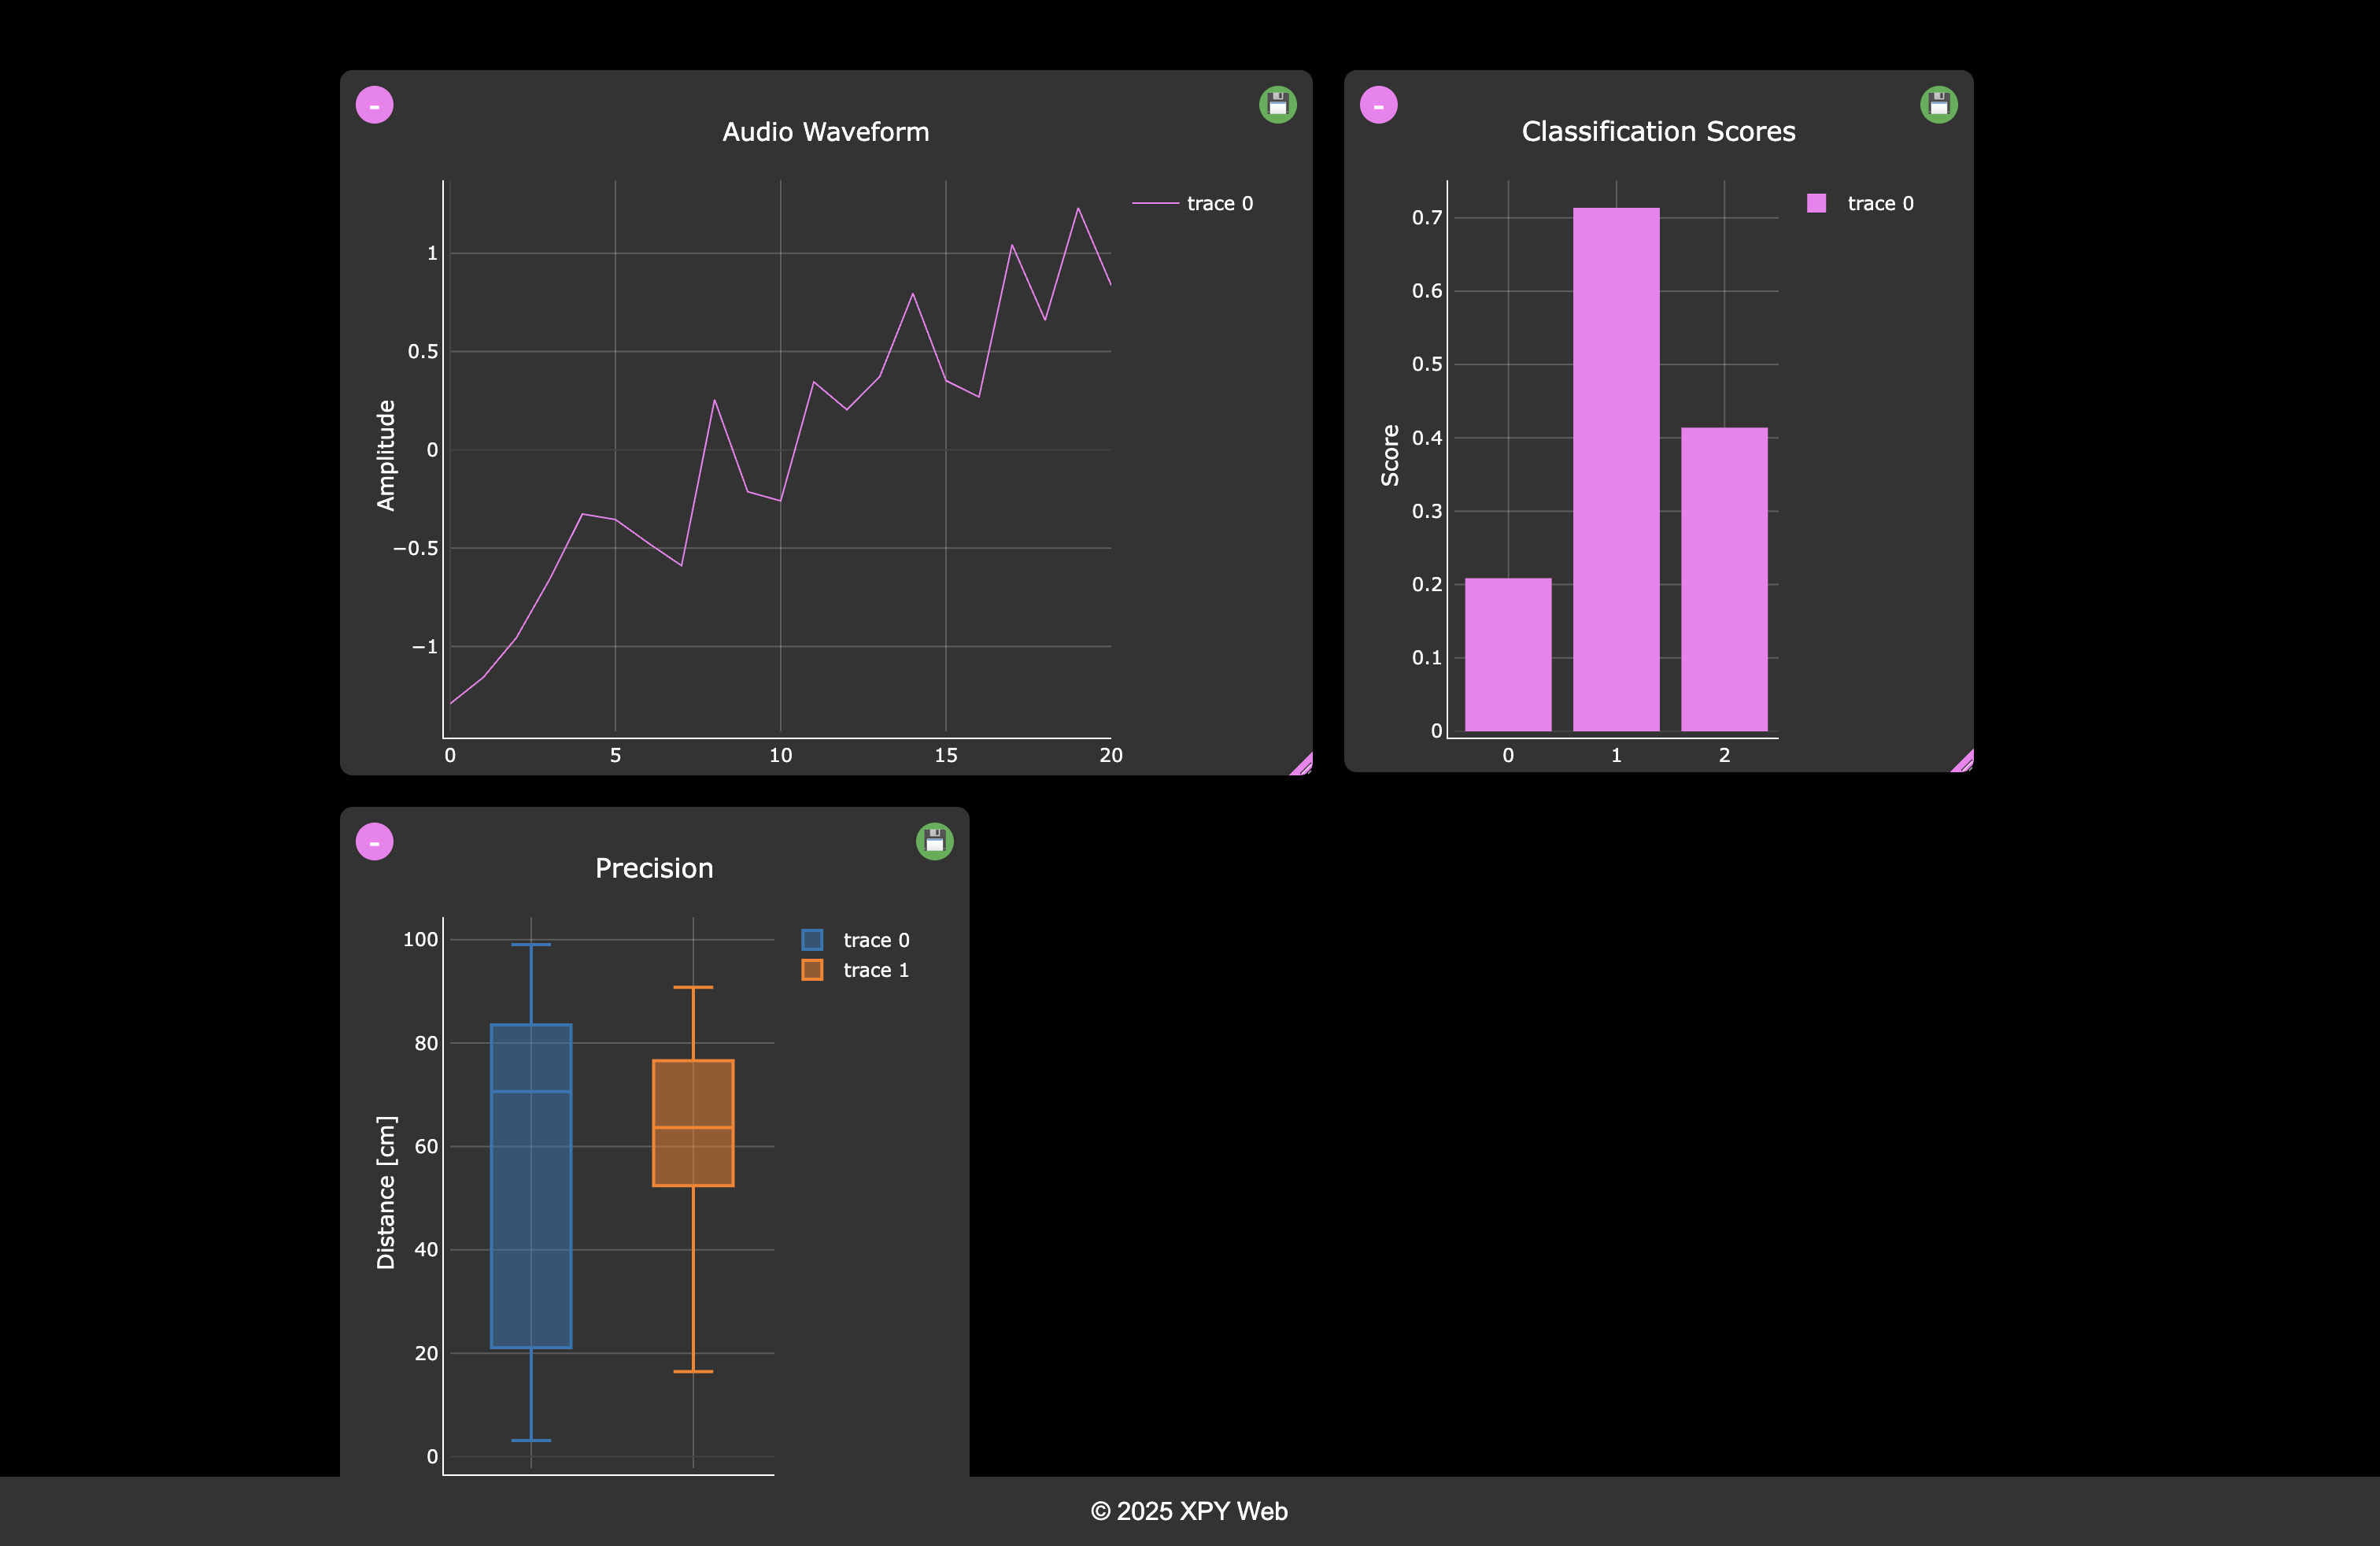 -
Audio Waveform
trace 0
Amplitude
1
0.5
0
−0.5
−1
0 5 10 15 20
-
Classification Scores
trace 0
Score
0.7
0.6
0.5
0.4
0.3
0.2
0.1
0
0 1 2
-
Precision
trace 0
trace 1
Distance [cm]
100
80
60
40
20
0
© 2025 XPY Web